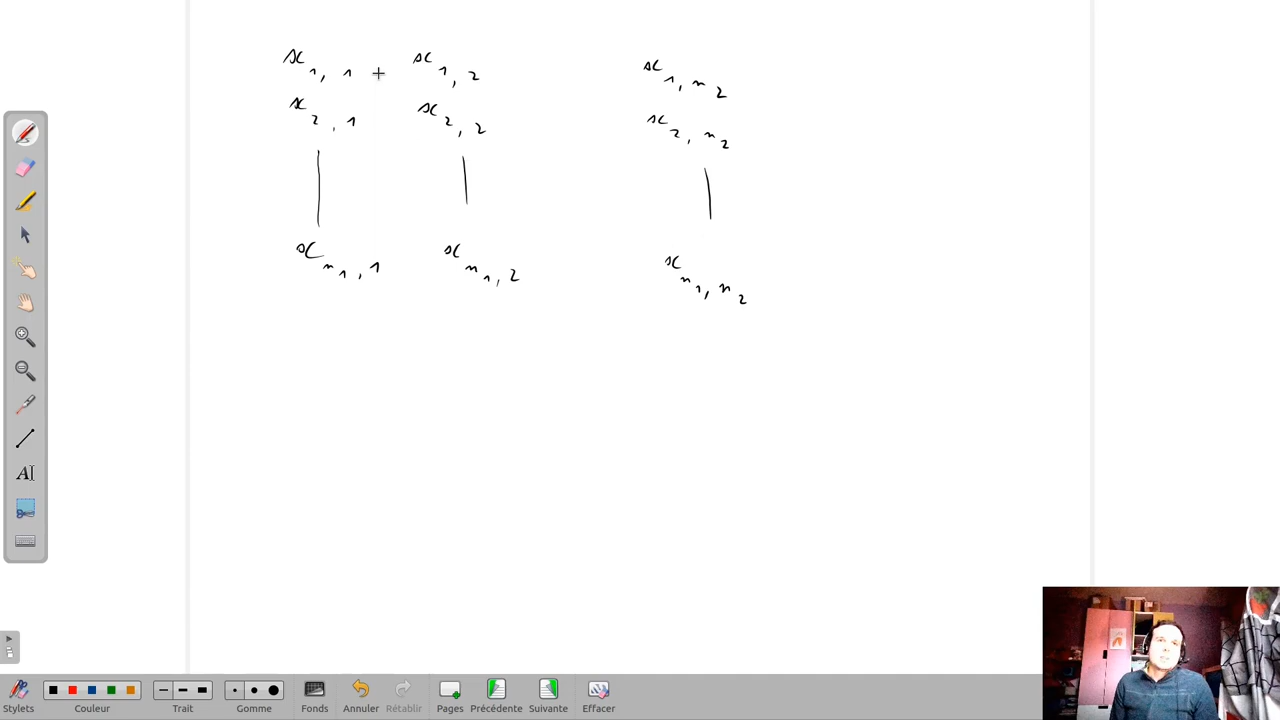 x₁,₁ x₁,₂ x₁,n₂
x₂,₁ x₂,₂ x₂,n₂
xₙ₁,₁ xₙ₁,₂ xₙ₁,ₙ₂
A
Stylets Couleur Trait Gomme Fonds Annuler Rétablir Pages Précédente Suivante Effacer